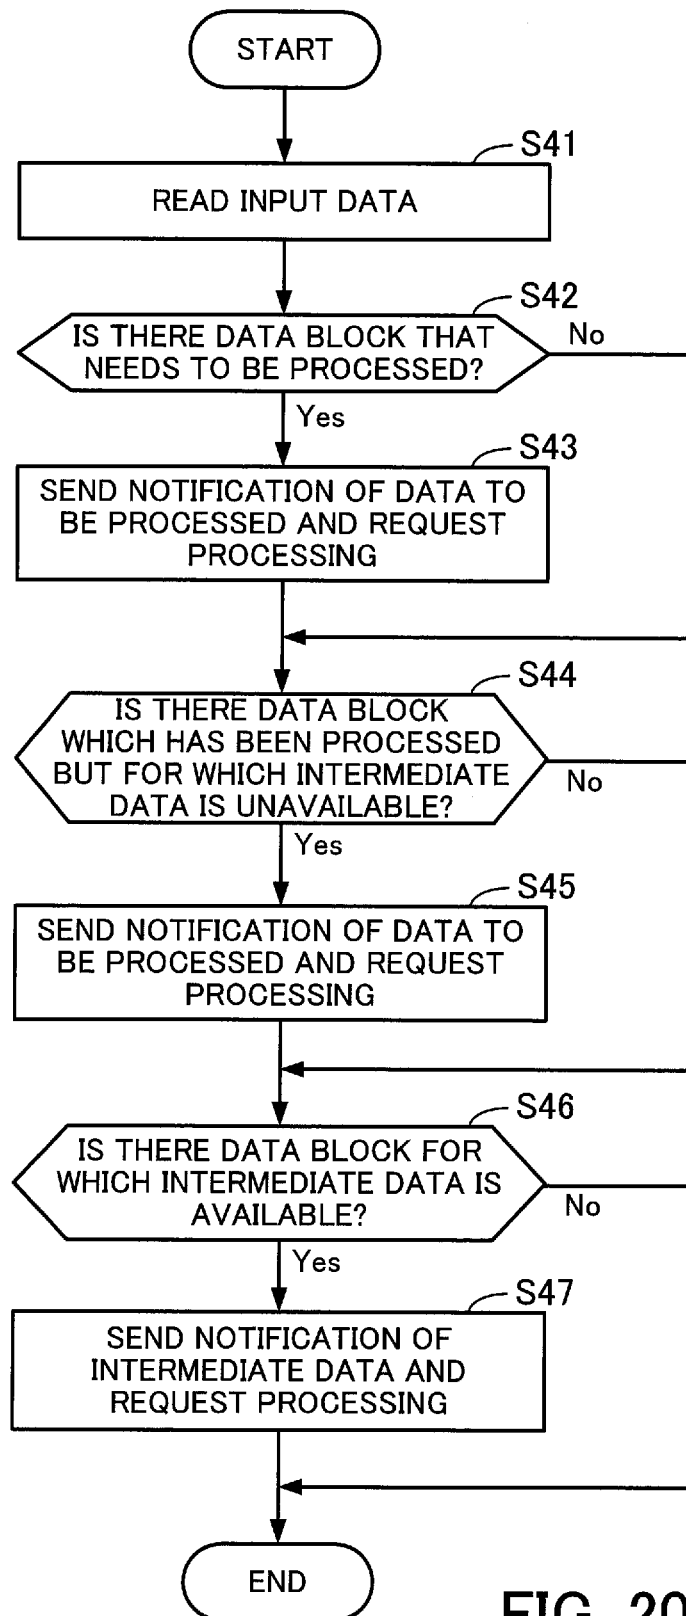 START
S41
READ INPUT DATA
S42
IS THERE DATA BLOCK THAT
NEEDS TO BE PROCESSED?
No
Yes
S43
SEND NOTIFICATION OF DATA TO
BE PROCESSED AND REQUEST
PROCESSING
S44
IS THERE DATA BLOCK
WHICH HAS BEEN PROCESSED
BUT FOR WHICH INTERMEDIATE
DATA IS UNAVAILABLE?
No
Yes
S45
SEND NOTIFICATION OF DATA TO
BE PROCESSED AND REQUEST
PROCESSING
S46
IS THERE DATA BLOCK FOR
WHICH INTERMEDIATE DATA IS
AVAILABLE?
No
Yes
S47
SEND NOTIFICATION OF
INTERMEDIATE DATA AND
REQUEST PROCESSING
END
FIG. 20